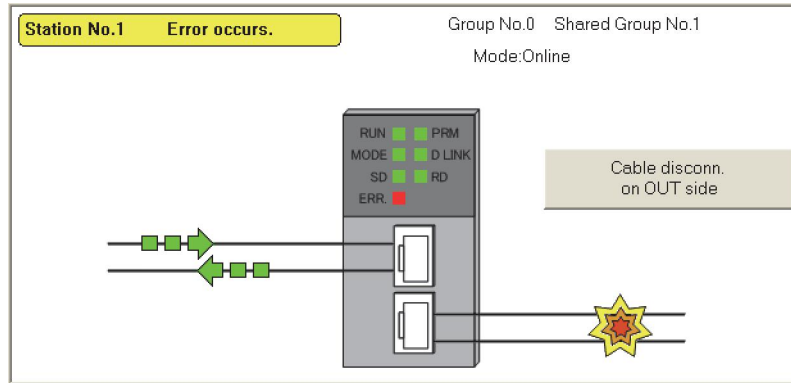 Station No.1 Error occurs.
Group No.0 Shared Group No.1
Mode:Online
RUN PRM
MODE D LINK
SD RD
ERR.
Cable disconn.
on OUT side